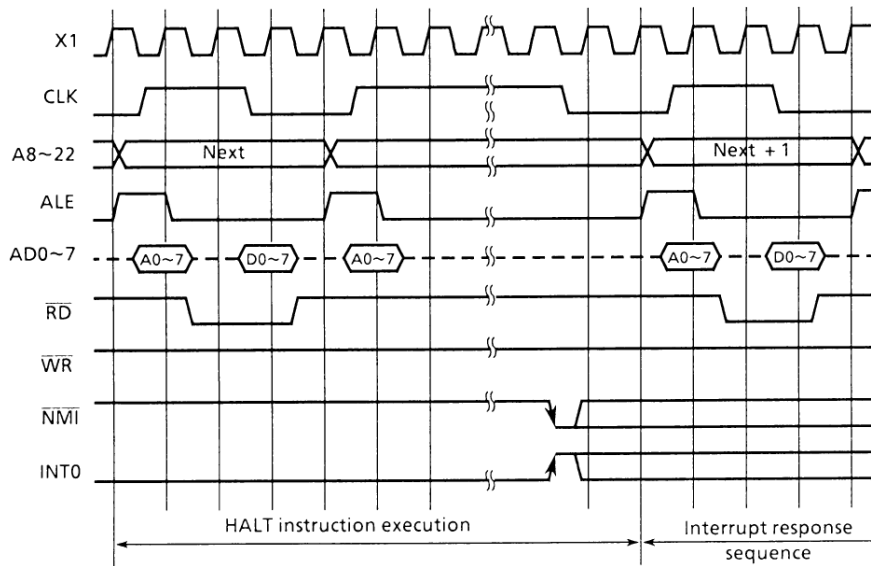 X1
CLK
A8~22 Next Next + 1
ALE
AD0~7 A0~7 D0~7 A0~7 A0~7 D0~7
RD
WR
NMI
INT0
HALT instruction execution
Interrupt response
sequence